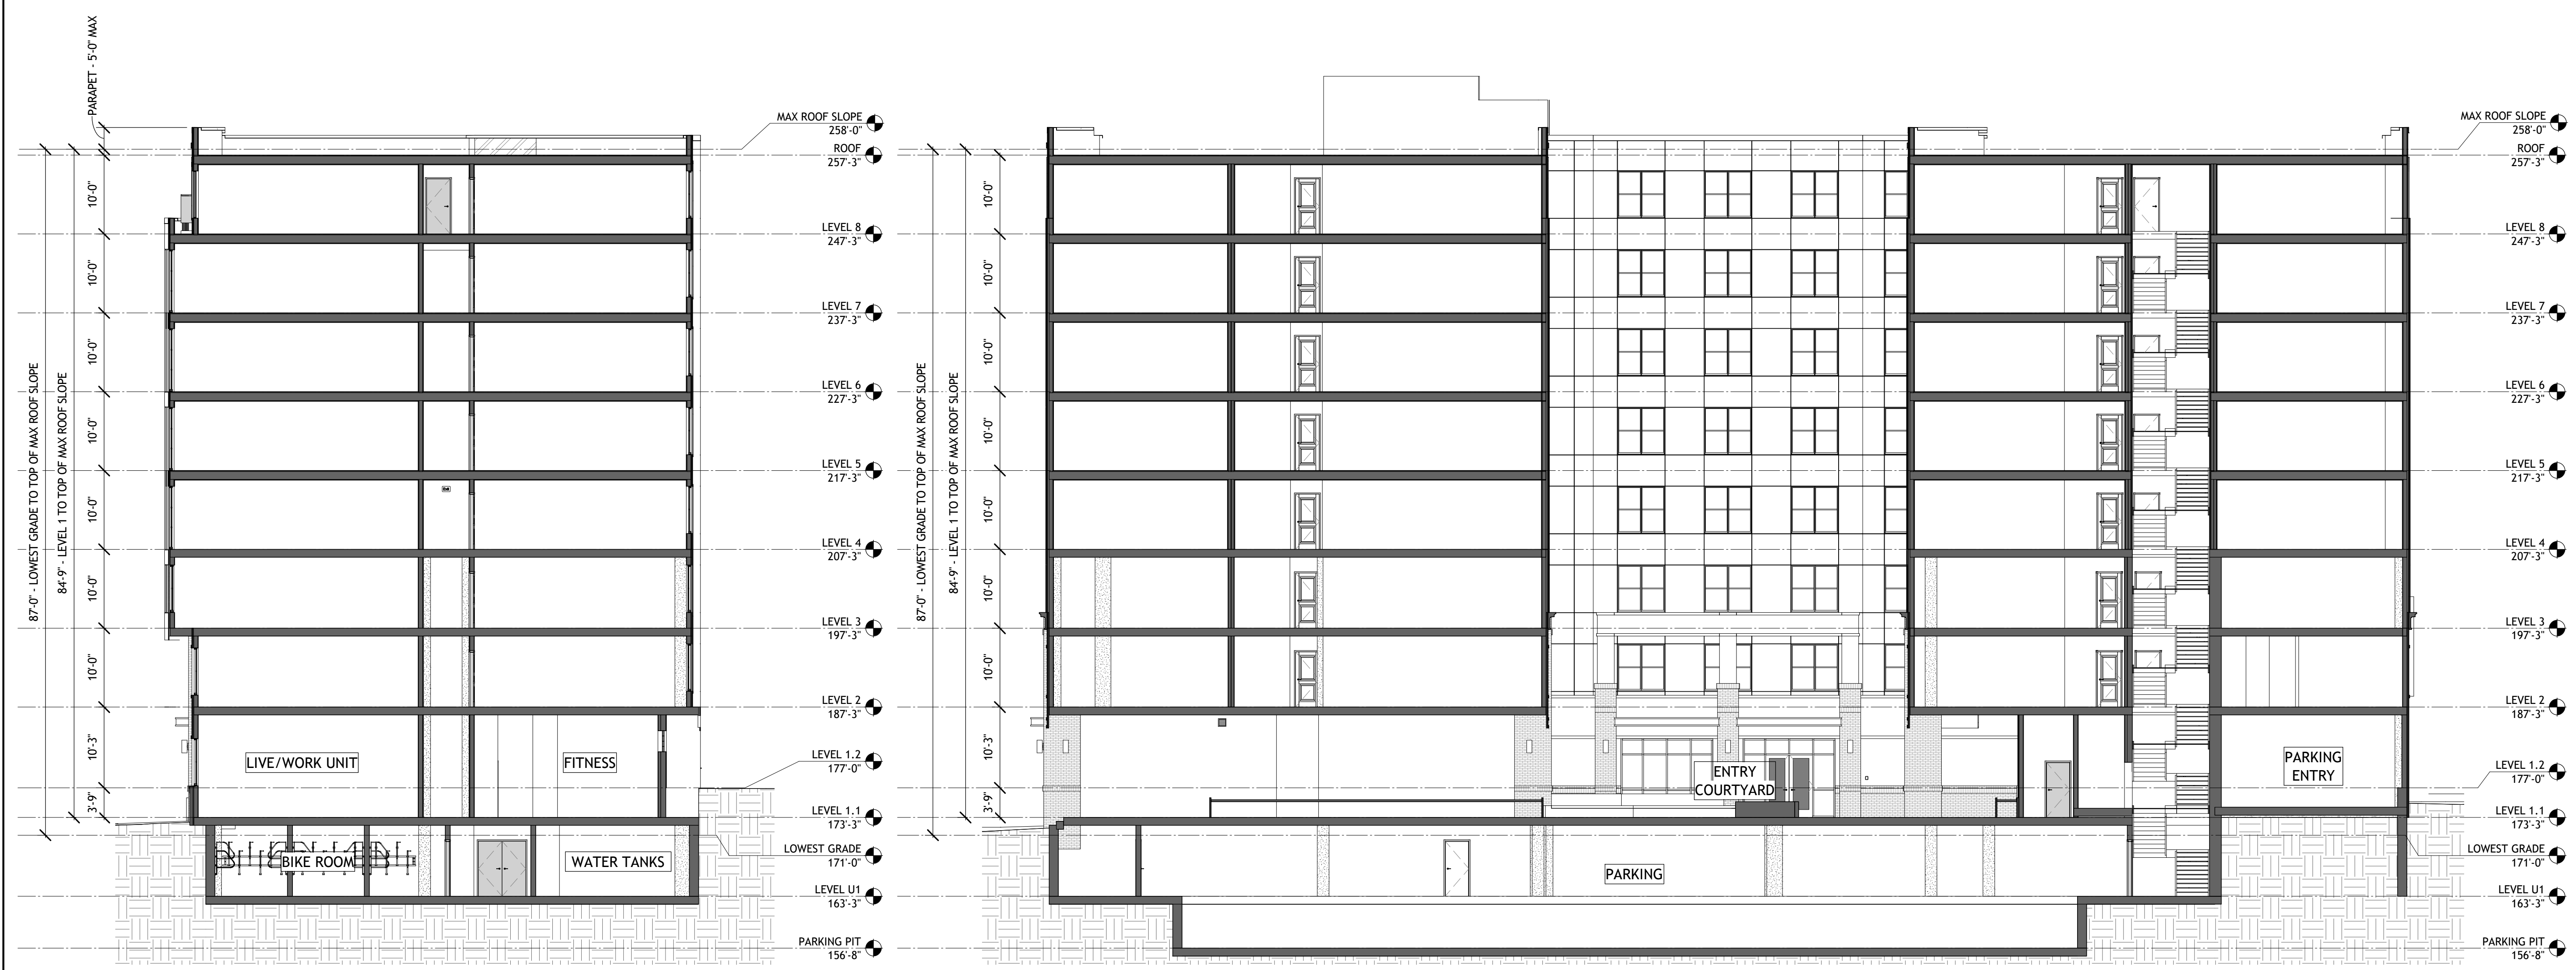 PARAPET - 5'-0" MAX
87'-0" - LOWEST GRADE TO TOP OF MAX ROOF SLOPE
84'-9" - LEVEL 1 TO TOP OF MAX ROOF SLOPE
10'-0"
10'-0"
10'-0"
10'-0"
10'-0"
10'-0"
10'-0"
10'-3"
3'-9"
LIVE/WORK UNIT
FITNESS
BIKE ROOM
WATER TANKS
MAX ROOF SLOPE
258'-0"
ROOF
257'-3"
LEVEL 8
247'-3"
LEVEL 7
237'-3"
LEVEL 6
227'-3"
LEVEL 5
217'-3"
LEVEL 4
207'-3"
LEVEL 3
197'-3"
LEVEL 2
187'-3"
LEVEL 1.2
177'-0"
LEVEL 1.1
173'-3"
LOWEST GRADE
171'-0"
LEVEL U1
163'-3"
PARKING PIT
156'-8"
87'-0" - LOWEST GRADE TO TOP OF MAX ROOF SLOPE
84'-9" - LEVEL 1 TO TOP OF MAX ROOF SLOPE
10'-0"
10'-0"
10'-0"
10'-0"
10'-0"
10'-0"
10'-0"
10'-3"
3'-9"
ENTRY
COURTYARD
PARKING
PARKING
ENTRY
MAX ROOF SLOPE
258'-0"
ROOF
257'-3"
LEVEL 8
247'-3"
LEVEL 7
237'-3"
LEVEL 6
227'-3"
LEVEL 5
217'-3"
LEVEL 4
207'-3"
LEVEL 3
197'-3"
LEVEL 2
187'-3"
LEVEL 1.2
177'-0"
LEVEL 1.1
173'-3"
LOWEST GRADE
171'-0"
LEVEL U1
163'-3"
PARKING PIT
156'-8"